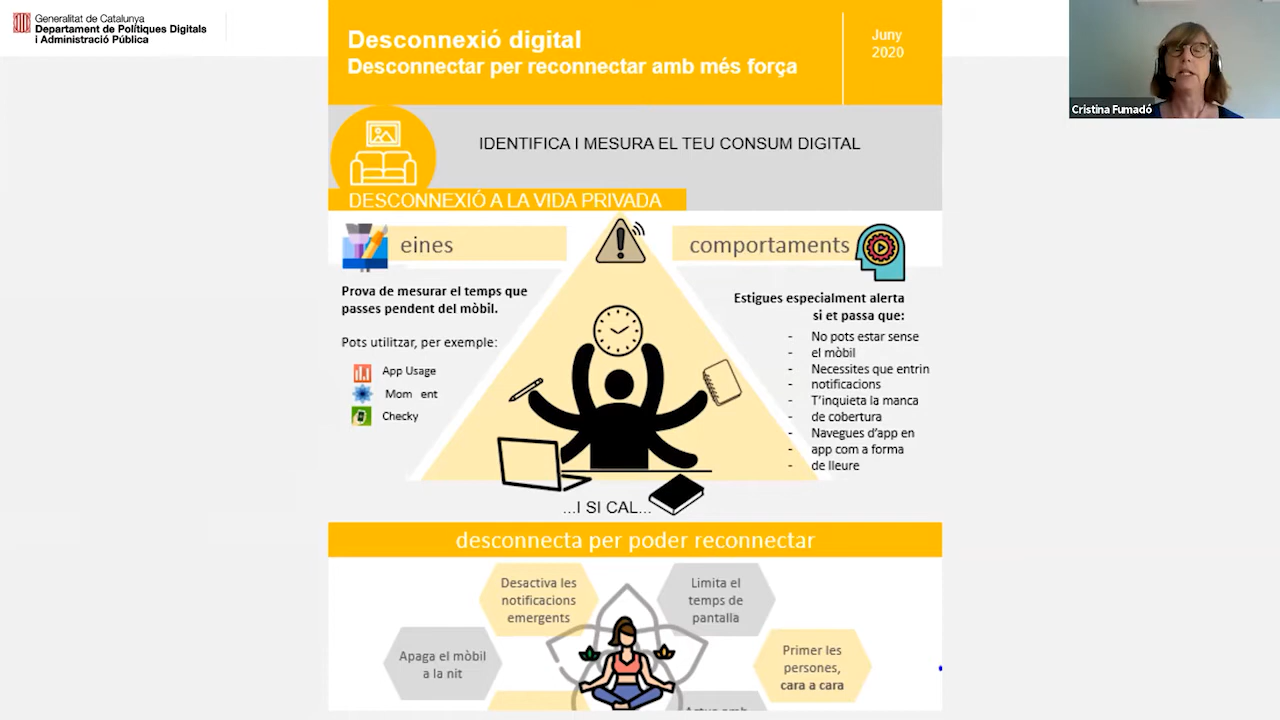 Generalitat de Catalunya
Departament de Polítiques Digitals
i Administració Pública
Desconnexió digital
Desconnectar per reconnectar amb més força
Juny
2020
Cristina Fumadó
IDENTIFICA I MESURA EL TEU CONSUM DIGITAL
DESCONNEXIÓ A LA VIDA PRIVADA
eines
Prova de mesurar el temps que
passes pendent del mòbil.
Pots utilitzar, per exemple:
App Usage
Mom ent
Checky
comportaments
Estigues especialment alerta
si et passa que:
- No pots estar sense
- el mòbil
- Necessites que entrin
- notificacions
- T'inquieta la manca
- de cobertura
- Navegues d'app en
- app com a forma
- de lleure
...I SI CAL...
desconnecta per poder reconnectar
Desactiva les
notificacions
emergents
Limita el
temps de
pantalla
Apaga el mòbil
a la nit
Primer les
persones,
cara a cara